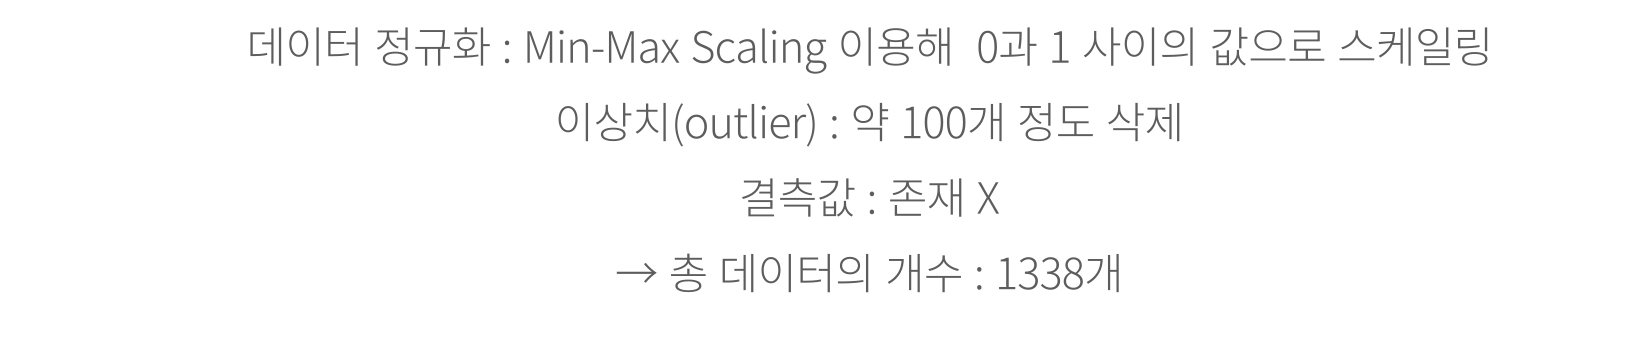 데이터 정규화 : Min-Max Scaling 이용해 0과 1 사이의 값으로 스케일링
이상치(outlier) : 약 100개 정도 삭제
결측값 : 존재 X
→ 총 데이터의 개수 : 1338개